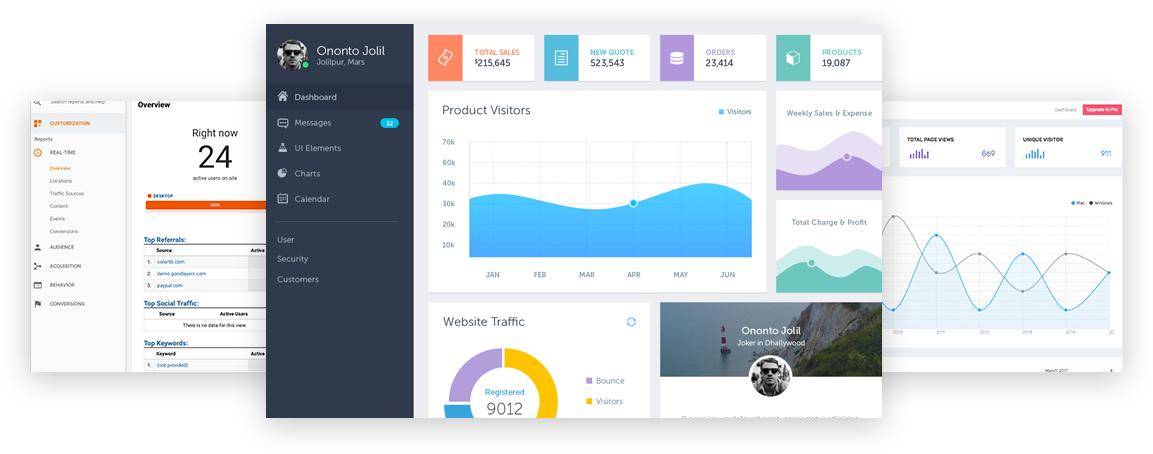 Search reports and help
CUSTOMIZATION
Reports
REAL-TIME
Overview
Locations
Traffic Sources
Content
Events
Conversions
AUDIENCE
ACQUISITION
BEHAVIOR
CONVERSIONS
Overview
Right now
24
active users on site
DESKTOP
100%
Top Referrals:
Source Active
1. colorlib.com
2. demo.goodlayers.com
3. paypal.com
Top Social Traffic:
Source Active Users
There is no data for this view.
Top Keywords:
Keyword Active
1. (not provided)
Ononto Jolil
Jolilpur, Mars
Dashboard
Messages 32
UI Elements
Charts
Calendar
User
Security
Customers
TOTAL SALES
$215,645
NEW QUOTE
523,543
ORDERS
23,414
PRODUCTS
19,087
Product Visitors
Visitors
70k
60k
50k
40k
30k
20k
10k
JAN FEB MAR APR MAY JUN
Weekly Sales & Expense
Total Charge & Profit
Website Traffic
Registered
9012
Bounce
Visitors
Ononto Jolil
Joker in Dhallywood
Dashboard Upgrade to Pro
TOTAL PAGE VIEWS
869
UNIQUE VISITOR
911
Mac Windows
2010 2011 2012 2013 2014
March 2017